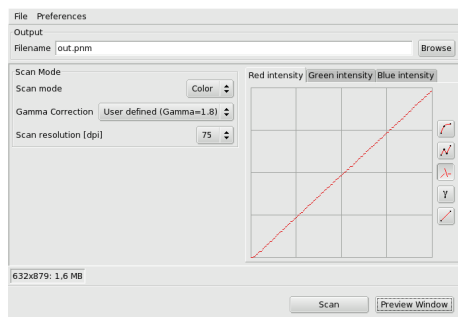 File Preferences
Output
Filename out.pnm Browse
Scan Mode
Scan mode Color
Gamma Correction User defined (Gamma=1.8)
Scan resolution [dpi] 75
Red intensity Green intensity Blue intensity
γ
632x879: 1,6 MB
Scan Preview Window